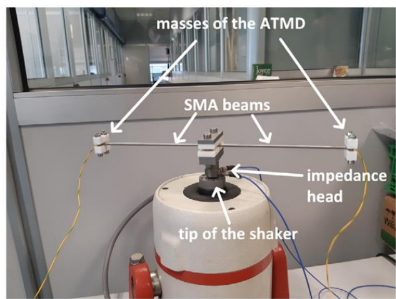 masses of the ATMD
SMA beams
impedance
head
tip of the shaker